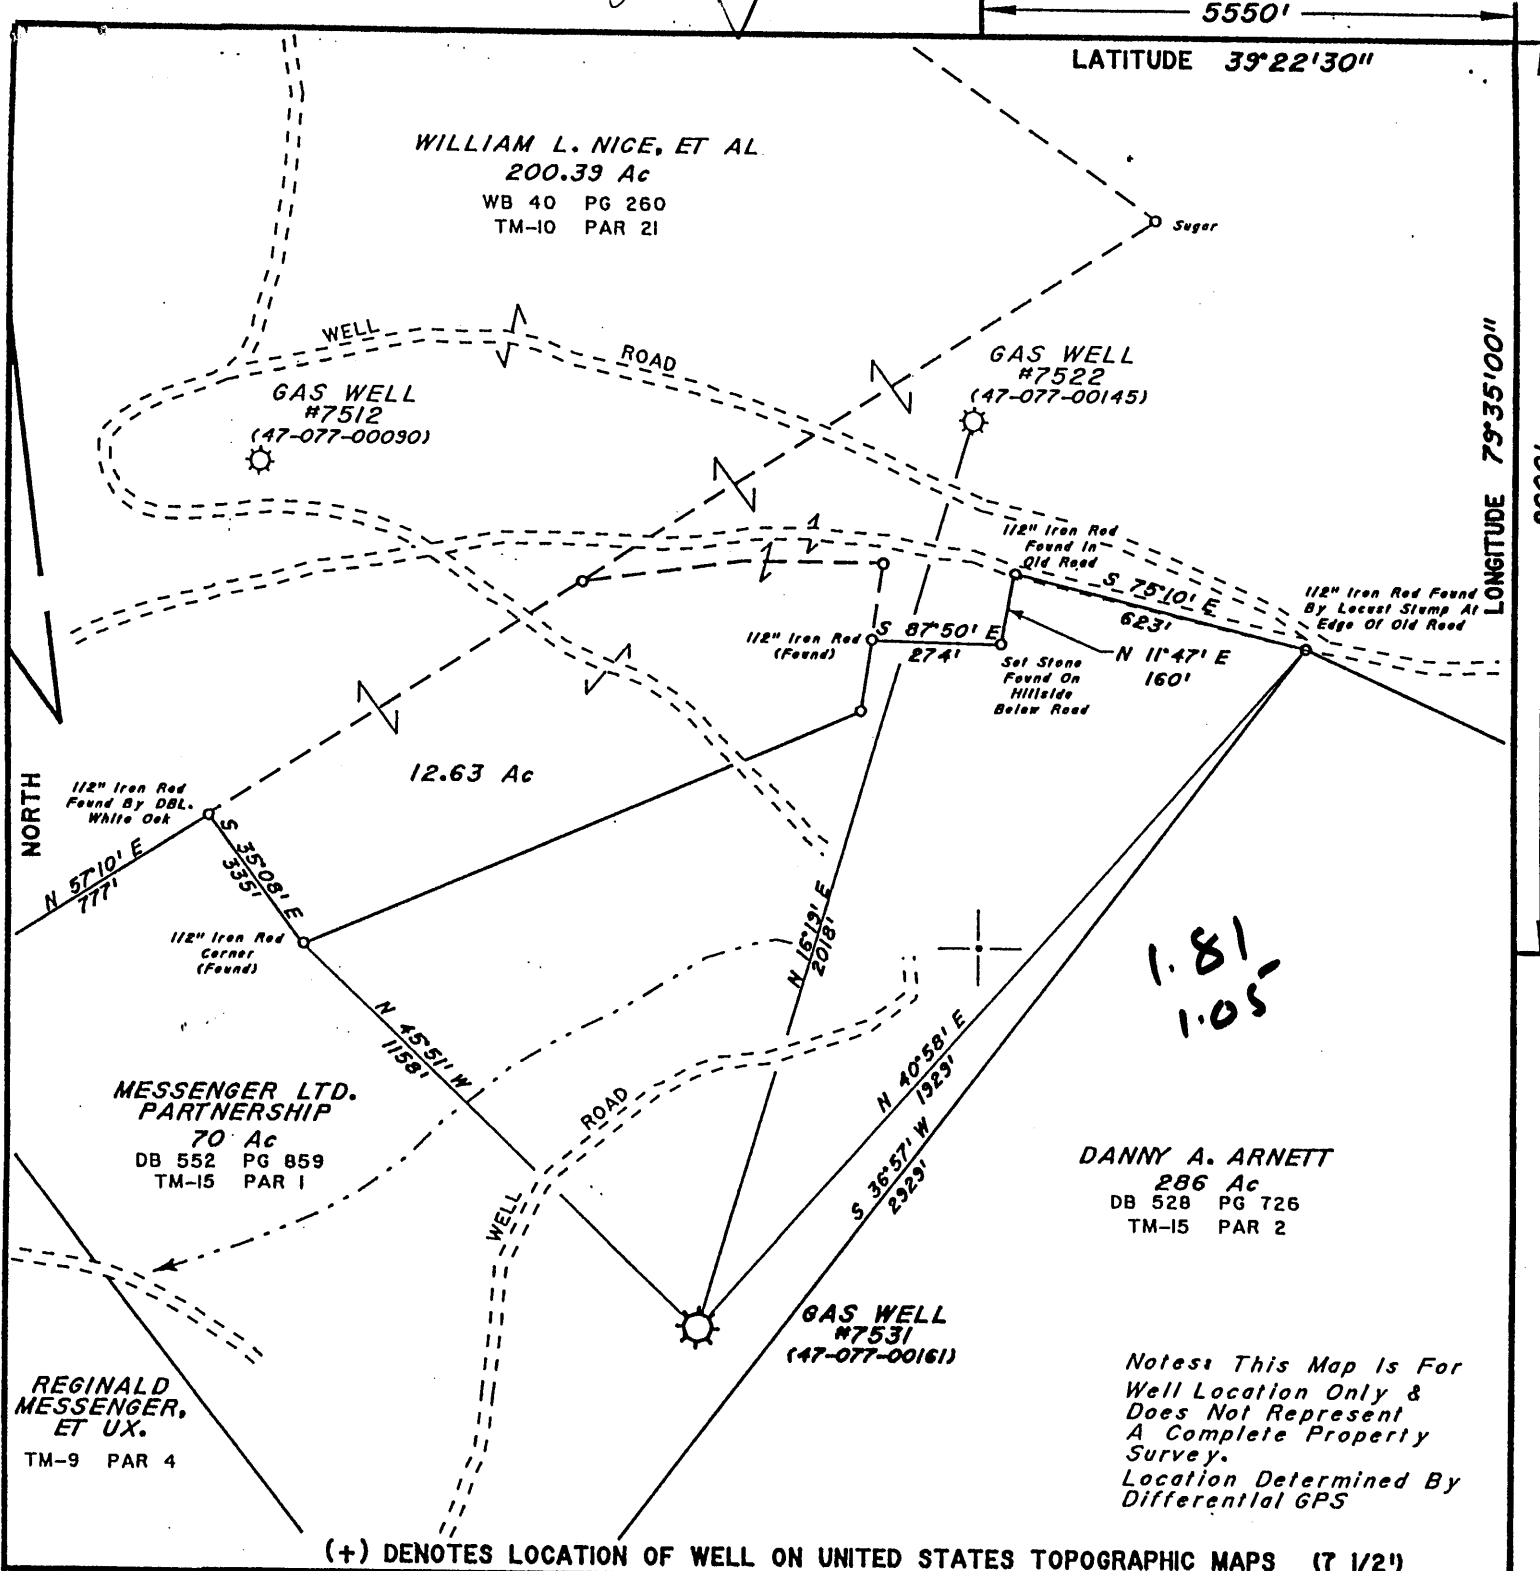 5550'
LATITUDE 39°22'30"
WILLIAM L. NICE, ET AL
200.39 Ac
WB 40 PG 260
TM-10 PAR 21
Sugar
WELL
ROAD
GAS WELL
#7522
(47-077-00145)
GAS WELL
#7512
(47-077-00090)
LONGITUDE 79°35'00"
1/2" Iron Rod
Found In
Old Road
S 75°10' E
623'
1/2" Iron Rod Found
By Locust Stump At
Edge Of Old Road
1/2" Iron Rod
(Found)
S 87°50' E
274'
N 11°47' E
160'
Set Stone
Found On
Hillside
Below Road
12.63 Ac
NORTH
1/2" Iron Rod
Found By DBL.
White Oak
N 57°10' E
777'
S 35°08' E
335'
1/2" Iron Rod
Corner
(Found)
N 16°19' E
2018'
1.81
1.05
N 45°51' W
1158'
N 40°58' E
1929'
S 36°57' W
2929'
MESSENGER LTD.
PARTNERSHIP
70 Ac
DB 552 PG 859
TM-15 PAR 1
ROAD
WELL
DANNY A. ARNETT
286 Ac
DB 528 PG 726
TM-15 PAR 2
GAS WELL
#7531
(47-077-00161)
REGINALD
MESSENGER,
ET UX.
TM-9 PAR 4
Notes: This Map Is For
Well Location Only &
Does Not Represent
A Complete Property
Survey.
Location Determined By
Differential GPS
(+) DENOTES LOCATION OF WELL ON UNITED STATES TOPOGRAPHIC MAPS (7 1/2')